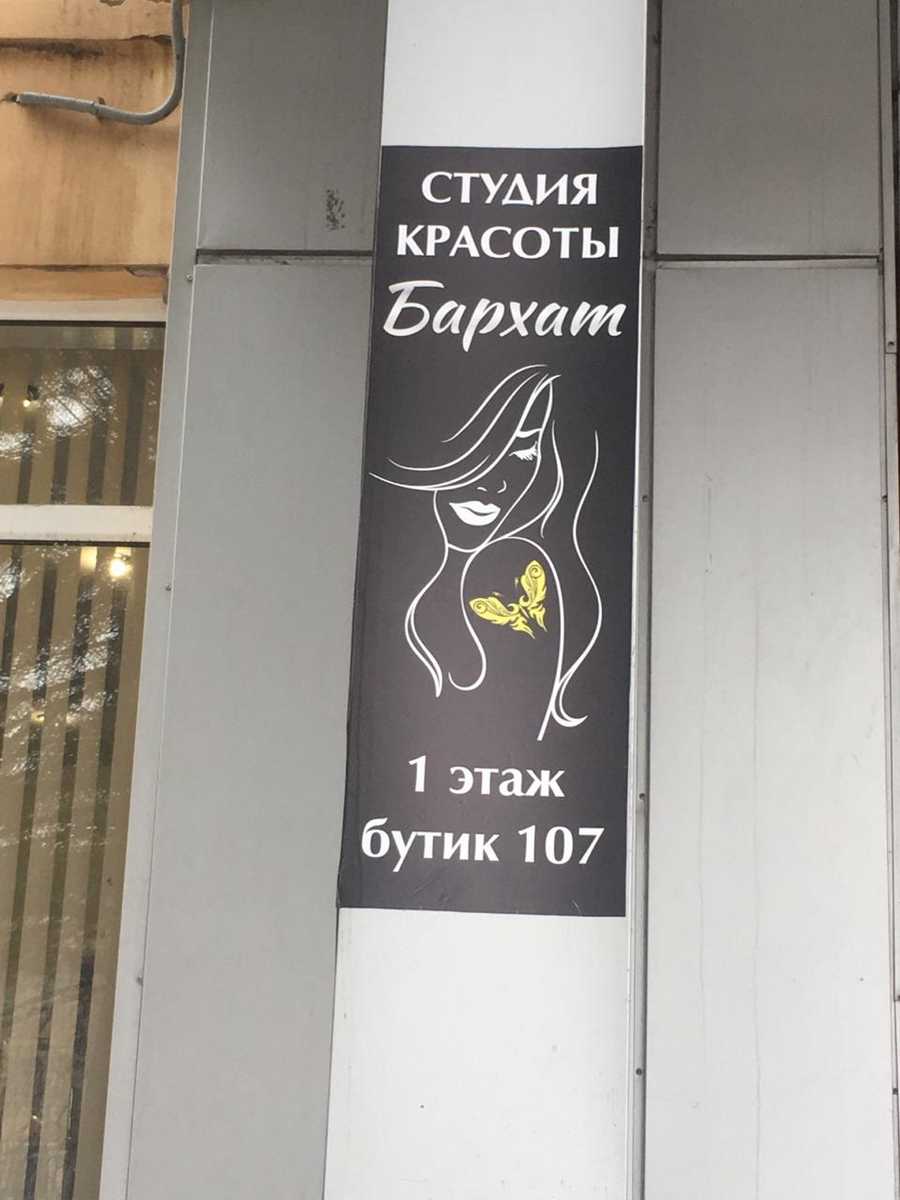 СТУДИЯ
КРАСОТЫ
Бархат
1 этаж
бутик 107